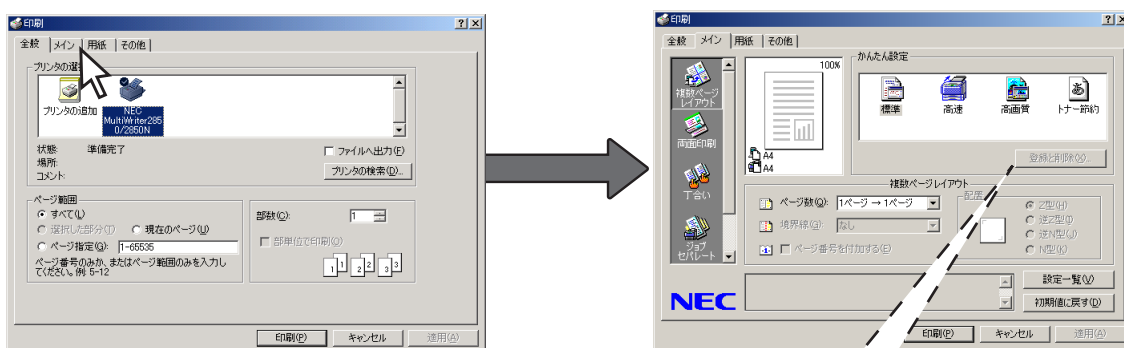 印刷
全般 メイン 用紙 その他
プリンタの選
プリンタの追加
NEC
MultiWriter285
0/2850N
状態: 準備完了
場所:
コメント:
ファイルへ出力(F)
プリンタの検索(D)...
ページ範囲
すべて(L)
選択した部分(T) 現在のページ(U)
ページ指定(G): 1-65535
ページ番号のみか、またはページ範囲のみを入力し
てください。例: 5-12
部数(C): 1
部単位で印刷(O)
1 1 2 2 3 3
印刷(P) キャンセル 適用(A)
印刷
全般 メイン 用紙 その他
複数ページ
レイアウト
両面印刷
丁合い
ジョブ
セパレート
100%
A4
A4
かんたん設定
標準 高速 高画質 トナー節約
登録と削除(X)...
複数ページレイアウト
ページ数(Q): 1ページ → 1ページ
境界線(G): なし
ページ番号を付加する(E)
配置
Z型(H)
逆Z型(I)
逆N型(J)
N型(K)
NEC
設定一覧(V)
初期値に戻す(D)
印刷(P) キャンセル 適用(A)